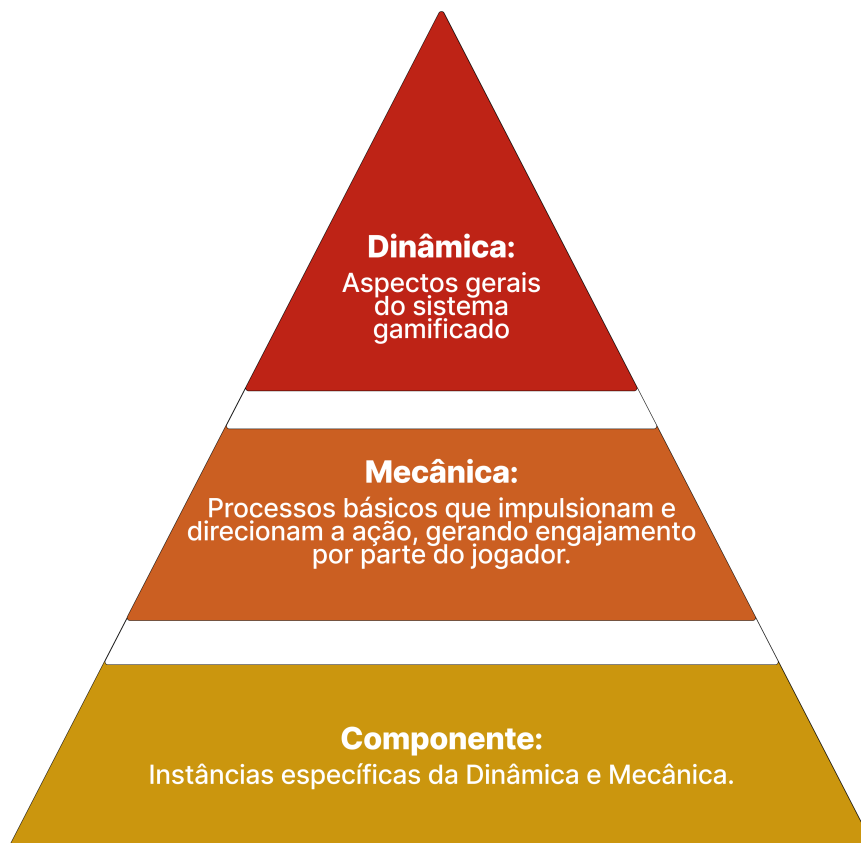 Dinâmica:
Aspectos gerais
do sistema
gamificado
Mecânica:
Processos básicos que impulsionam e
direcionam a ação, gerando engajamento
por parte do jogador.
Componente:
Instâncias específicas da Dinâmica e Mecânica.